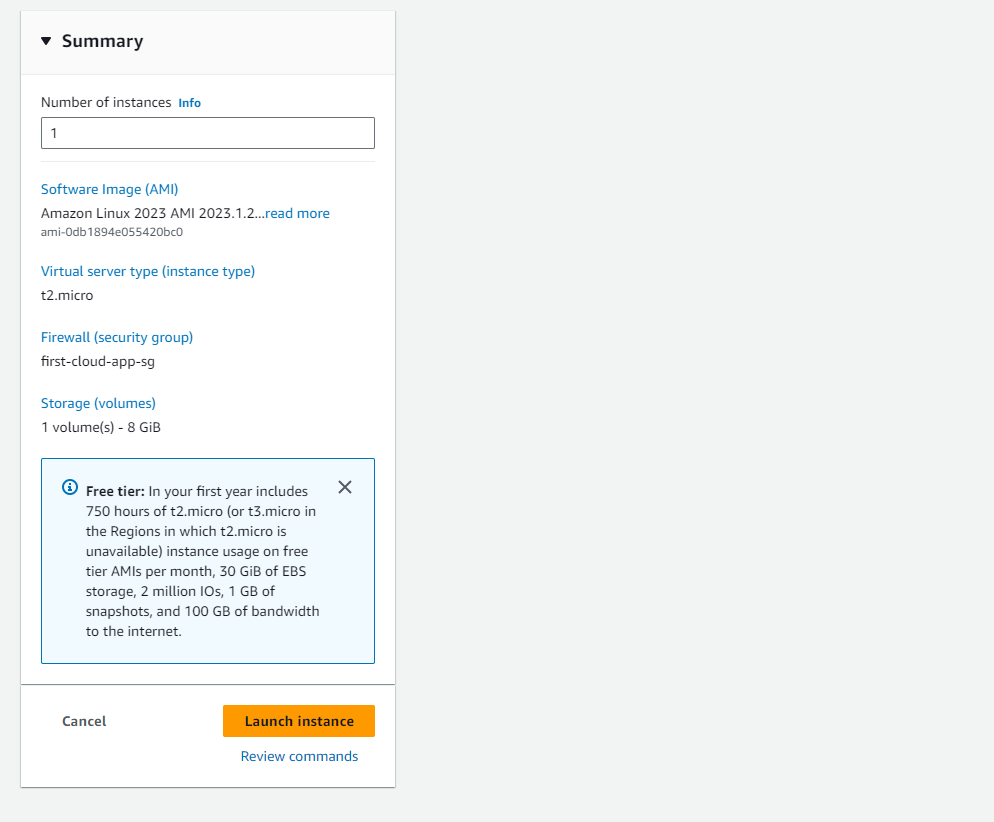 Summary
Number of instances Info
1
Software Image (AMI)
Amazon Linux 2023 AMI 2023.1.2...read more
ami-0db1894e055420bc0
Virtual server type (instance type)
t2.micro
Firewall (security group)
first-cloud-app-sg
Storage (volumes)
1 volume(s) - 8 GiB
Free tier: In your first year includes
750 hours of t2.micro (or t3.micro in
the Regions in which t2.micro is
unavailable) instance usage on free
tier AMIs per month, 30 GiB of EBS
storage, 2 million IOs, 1 GB of
snapshots, and 100 GB of bandwidth
to the internet.
Cancel
Launch instance
Review commands